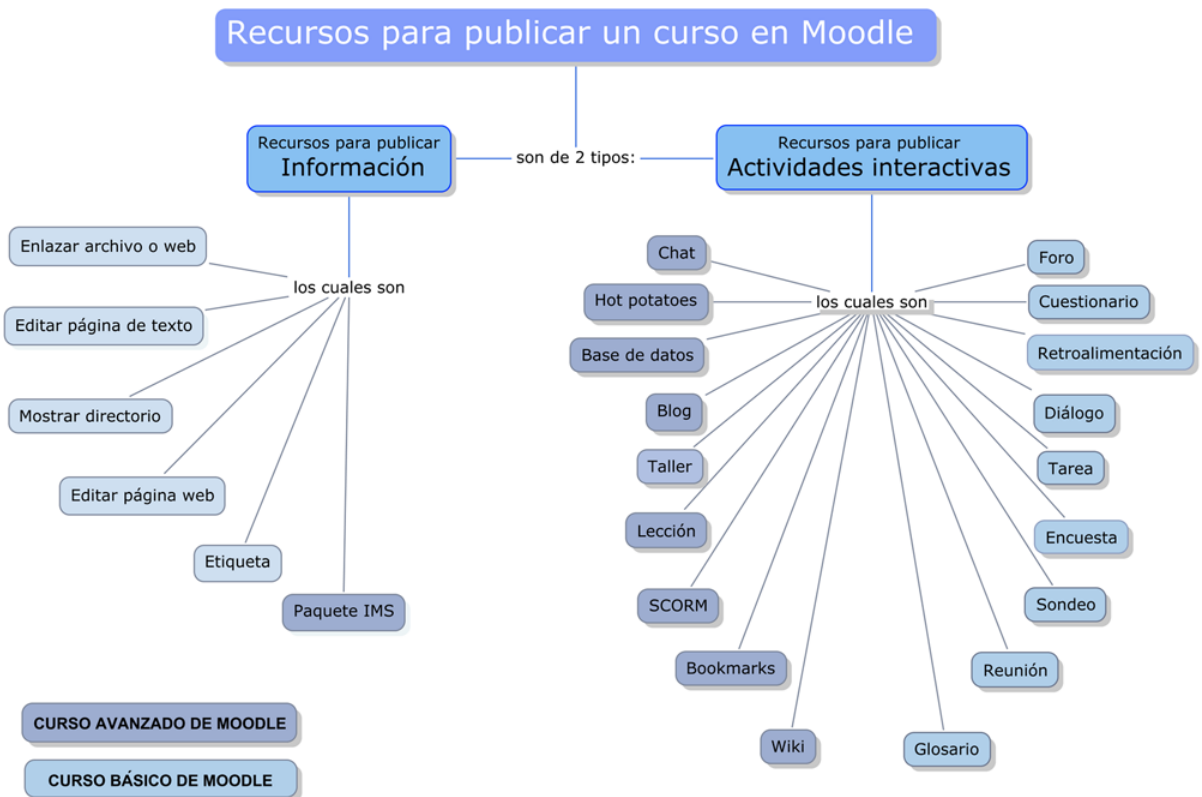 Recursos para publicar un curso en Moodle
Recursos para publicar
Información
son de 2 tipos:
Recursos para publicar
Actividades interactivas
los cuales son
Enlazar archivo o web
Editar página de texto
Mostrar directorio
Editar página web
Etiqueta
Paquete IMS
los cuales son
Chat
Hot potatoes
Base de datos
Blog
Taller
Lección
SCORM
Bookmarks
Wiki
Foro
Cuestionario
Retroalimentación
Diálogo
Tarea
Encuesta
Sondeo
Reunión
Glosario
CURSO AVANZADO DE MOODLE
CURSO BÁSICO DE MOODLE